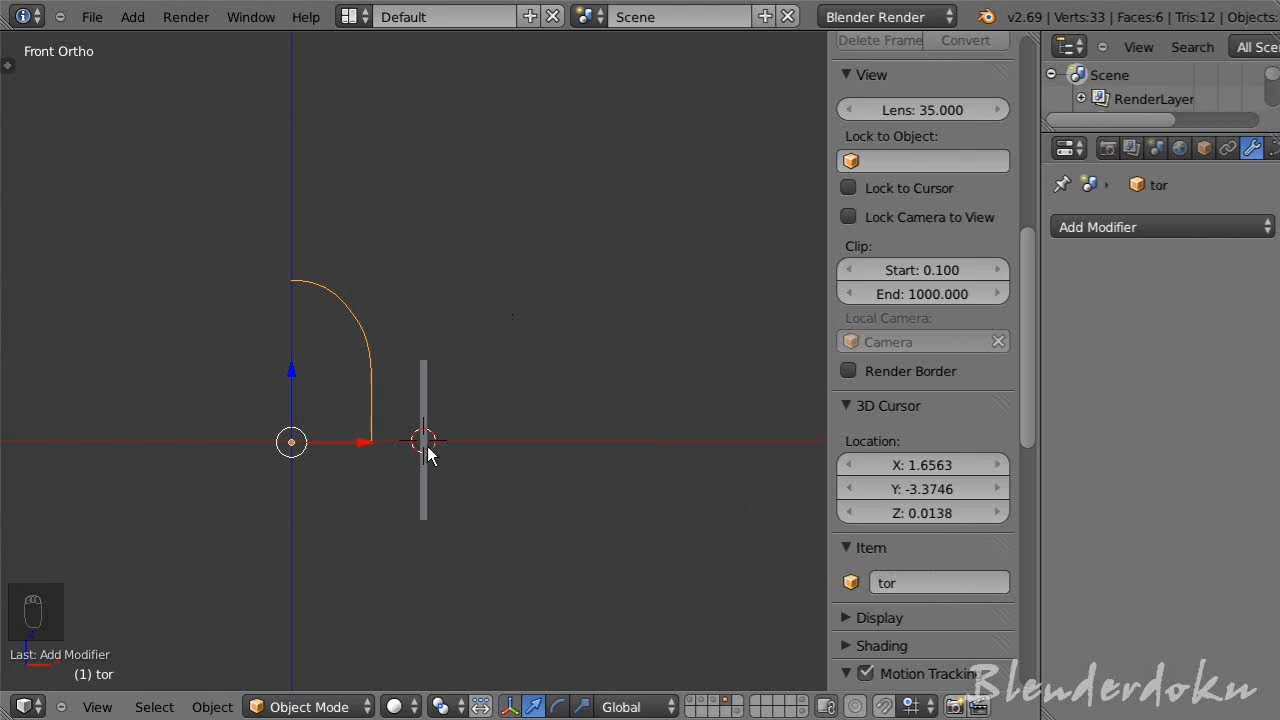 File Add Render Window Help Default Scene Blender Render v2.69 | Verts:33 | Faces:6 | Tris:12 | Objects:
Front Ortho
Delete Frame Convert
View
Lens: 35.000
Lock to Object:
Lock to Cursor
Lock Camera to View
Clip:
Start: 0.100
End: 1000.000
Local Camera:
Camera
Render Border
3D Cursor
Location:
X: 1.6563
Y: -3.3746
Z: 0.0138
Item
tor
Display
Shading
Motion Tracking
View Search All Sce
Scene
RenderLayer
tor
Add Modifier
Last: Add Modifier
(1) tor
Blenderdoku
View Select Object Object Mode Global